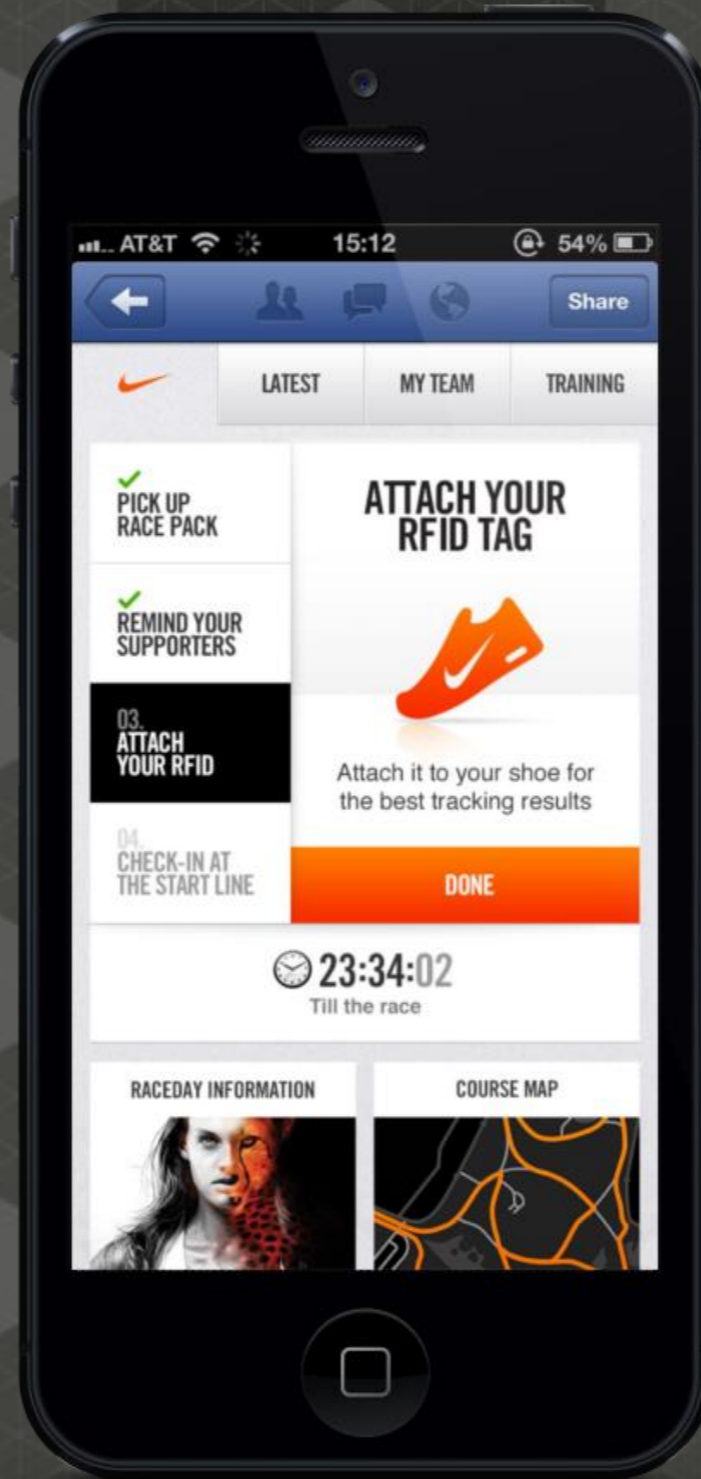 AT&T 15:12 54%
Share
LATEST MY TEAM TRAINING
PICK UP
RACE PACK
REMIND YOUR
SUPPORTERS
03.
ATTACH
YOUR RFID
04.
CHECK-IN AT
THE START LINE
ATTACH YOUR
RFID TAG
Attach it to your shoe for
the best tracking results
DONE
23:34:02
Till the race
RACEDAY INFORMATION
COURSE MAP